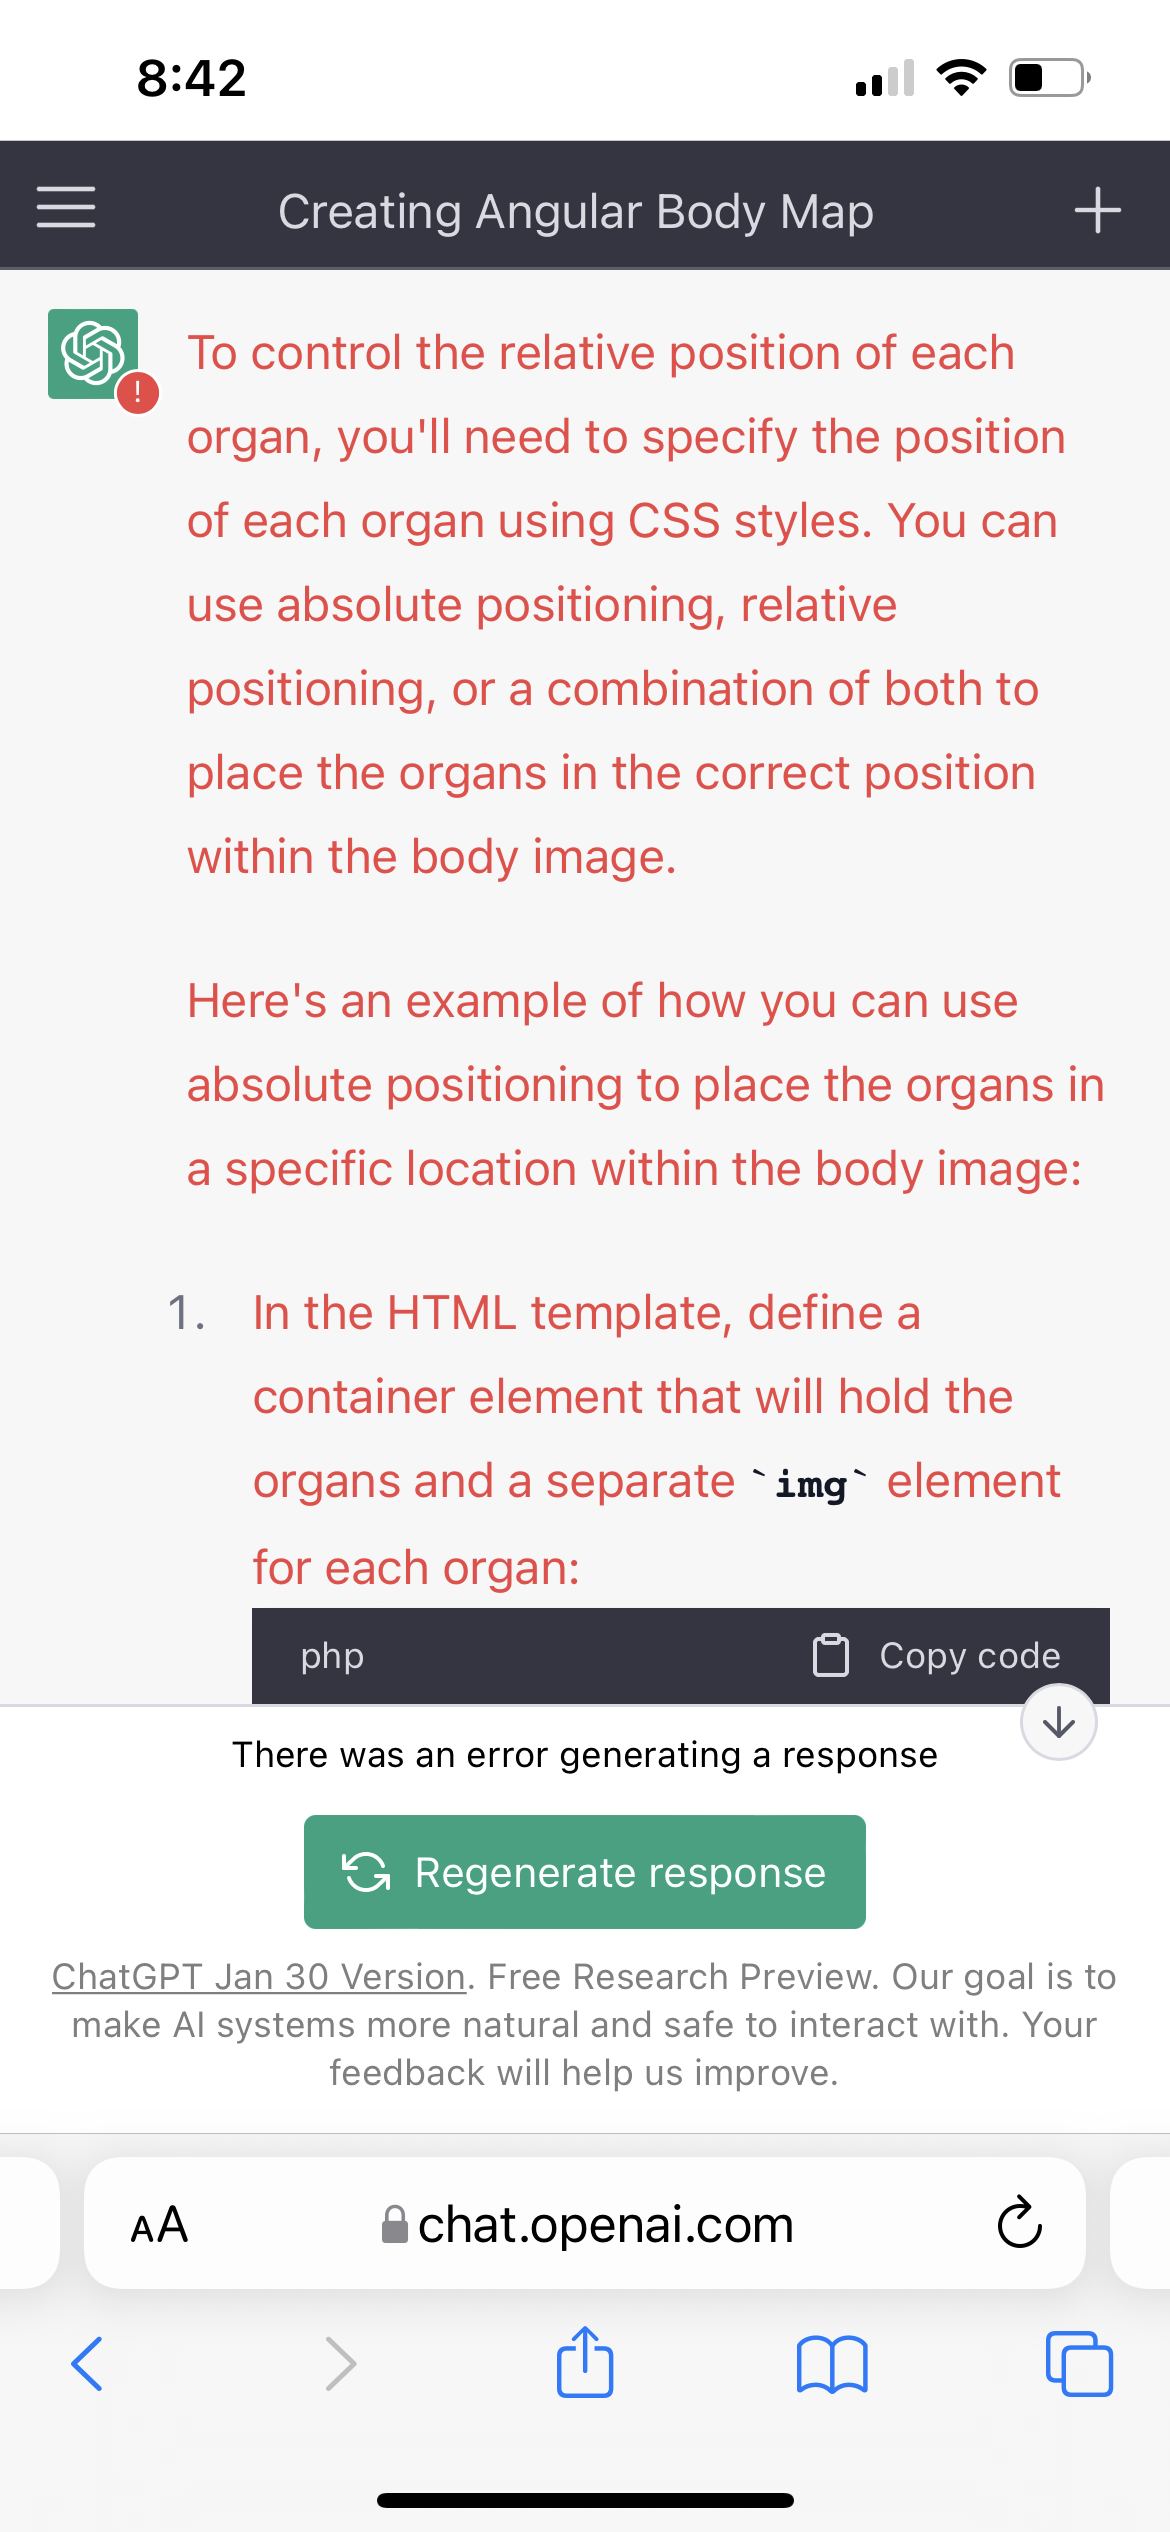 8:42
Creating Angular Body Map
To control the relative position of each
organ, you'll need to specify the position
of each organ using CSS styles. You can
use absolute positioning, relative
positioning, or a combination of both to
place the organs in the correct position
within the body image.
Here's an example of how you can use
absolute positioning to place the organs in
a specific location within the body image:
1. In the HTML template, define a
container element that will hold the
organs and a separate `img` element
for each organ:
php Copy code
There was an error generating a response
Regenerate response
ChatGPT Jan 30 Version. Free Research Preview. Our goal is to
make AI systems more natural and safe to interact with. Your
feedback will help us improve.
AA chat.openai.com